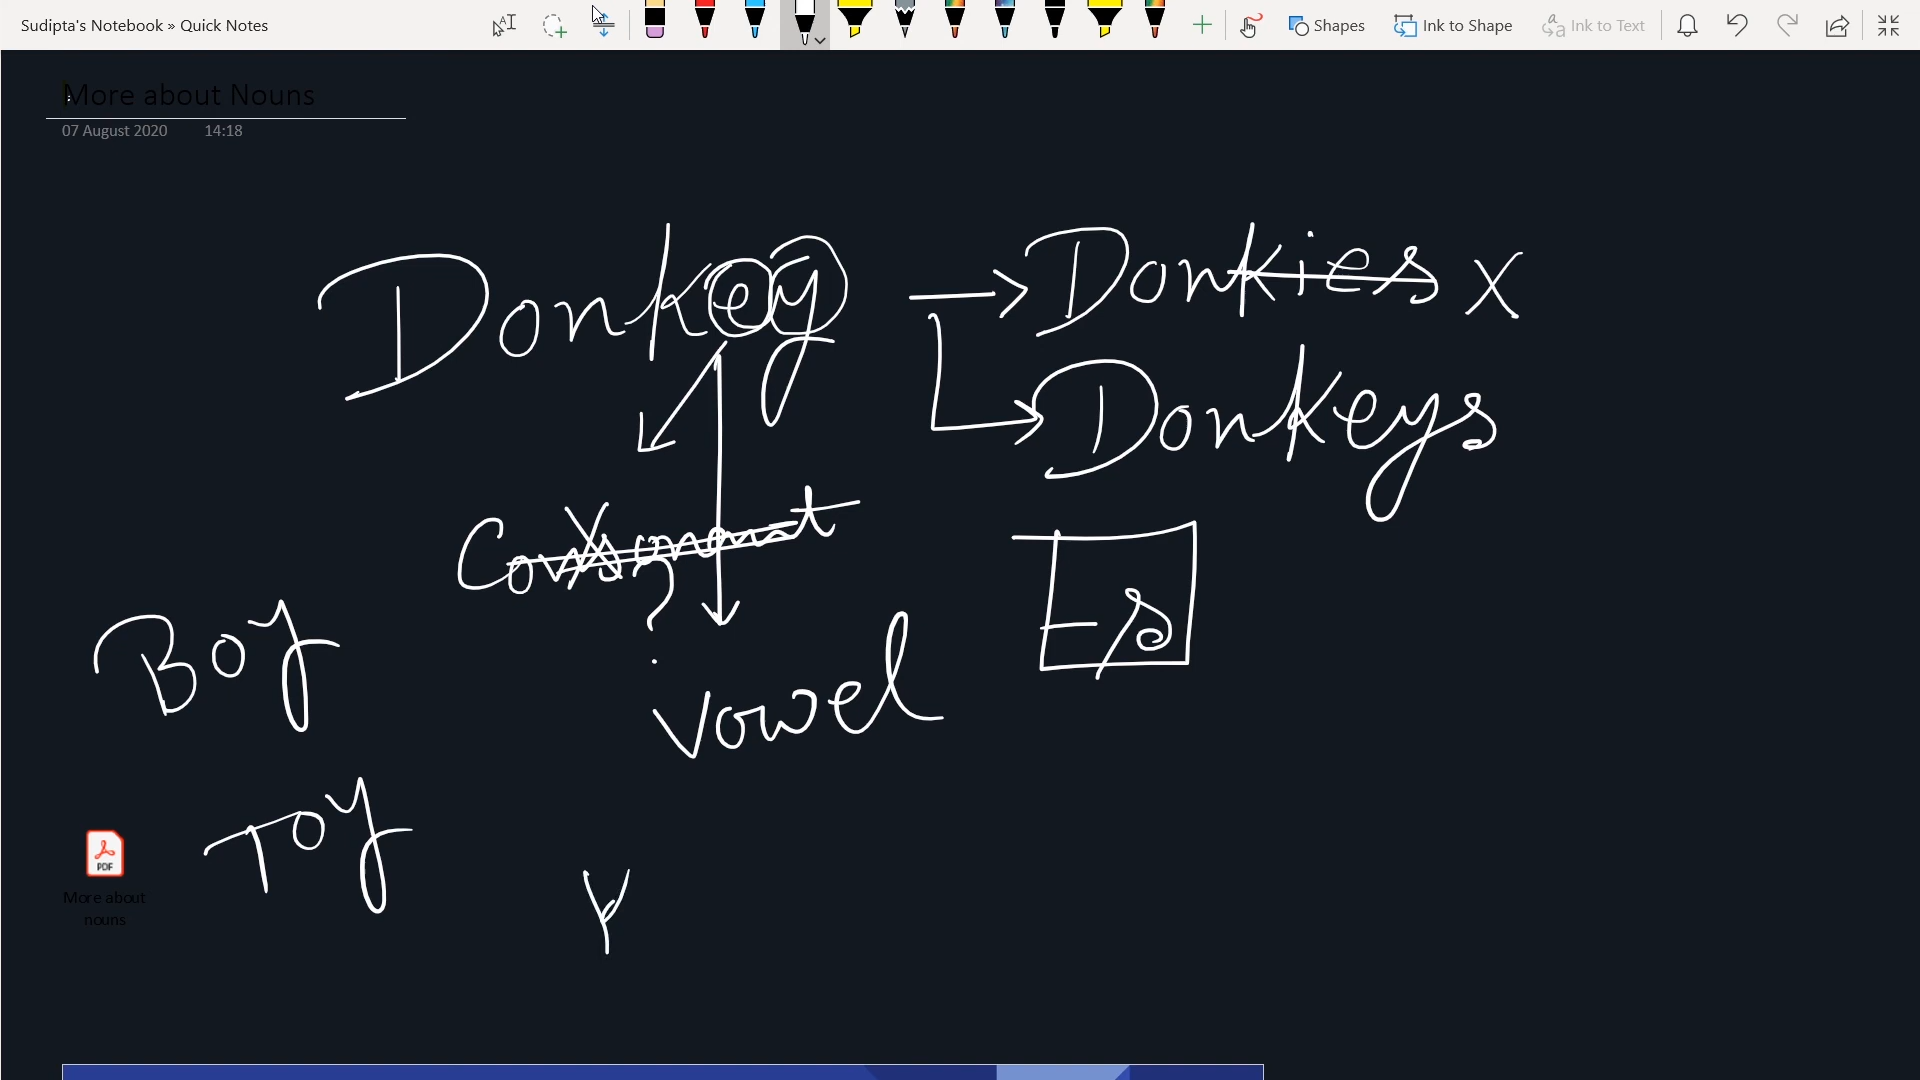 Sudipta's Notebook » Quick Notes
Shapes
Ink to Shape
Ink to Text
More about Nouns
07 August 2020 14:18
Donkey → Donkies X
Donkeys
Consonant
?
Es
Boy
vowel
Toy
PDF
More about
nouns
Y